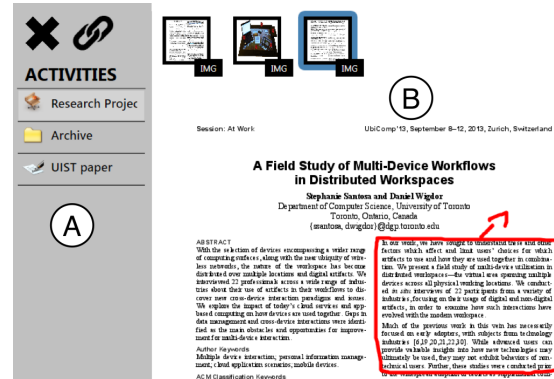 ACTIVITIES
Research Projec
Archive
UIST paper
A
IMG
IMG
IMG
B
Session: At Work
UbiComp'13, September 8–12, 2013, Zurich, Switzerland
A Field Study of Multi-Device Workflows
in Distributed Workspaces
Stephanie Santosa and Daniel Wigdor
Department of Computer Science, University of Toronto
Toronto, Ontario, Canada
{ssantosa, dwigdor}@dgp.toronto.edu
ABSTRACT
With the selection of devices encompassing a wider range
of computing surfaces, along with the new ubiquity of wire-
less networks, the nature of the workspace has become
distributed over multiple locations and digital artifacts. We
interviewed 22 professionals across a wide range of indus-
tries about their use of artifacts in their workflows to dis-
cover new cross-device interaction paradigms and issues.
We explore the impact of today's cloud services and app-
based computing on how devices are used together. Gaps in
data management and cross-device interactions were identi-
fied as the main obstacles and opportunities for improve-
ment for multi-device interaction.
Author Keywords
Multiple device interaction; personal information manage-
ment; cloud application scenarios; mobile devices.
ACM Classification Keywords
In our work, we have sought to understand these and other
factors which affect and limit users' choices for which
artifacts to use and how they are used together in combina-
tion. We present a field study of multi-device utilization in
distributed workspaces—the virtual area spanning multiple
devices across all physical working locations. We conduct-
ed in situ interviews of 22 participants from a variety of
industries, focusing on their usage of digital and non-digital
artifacts, in order to examine how such interactions have
evolved with the modern workspace.
Much of the previous work in this vein has necessarily
focused on early adopters, with subjects from technology
industries [6,19,20,21,22,30]. While advanced users can
provide valuable insights into how new technologies may
ultimately be used, they may not exhibit behaviors of non-
technical users. Further, these studies were conducted prior